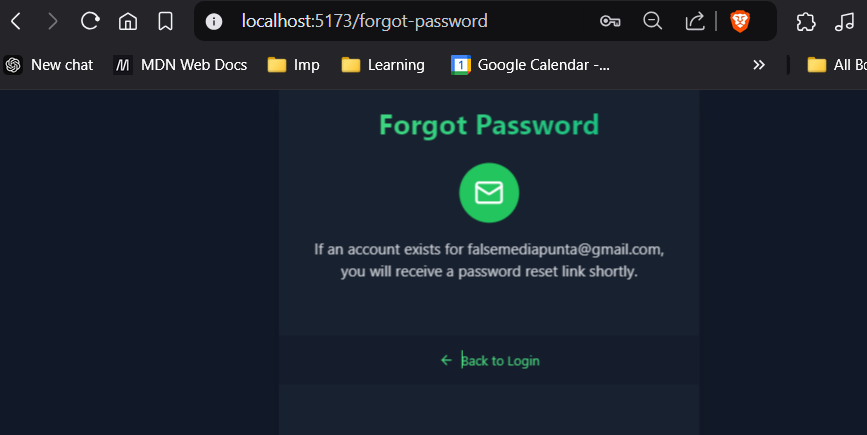 localhost:5173/forgot-password
New chat
MDN Web Docs
Imp
Learning
1
Google Calendar -...
»
All Bo
Forgot Password
If an account exists for falsemediapunta@gmail.com,
you will receive a password reset link shortly.
Back to Login